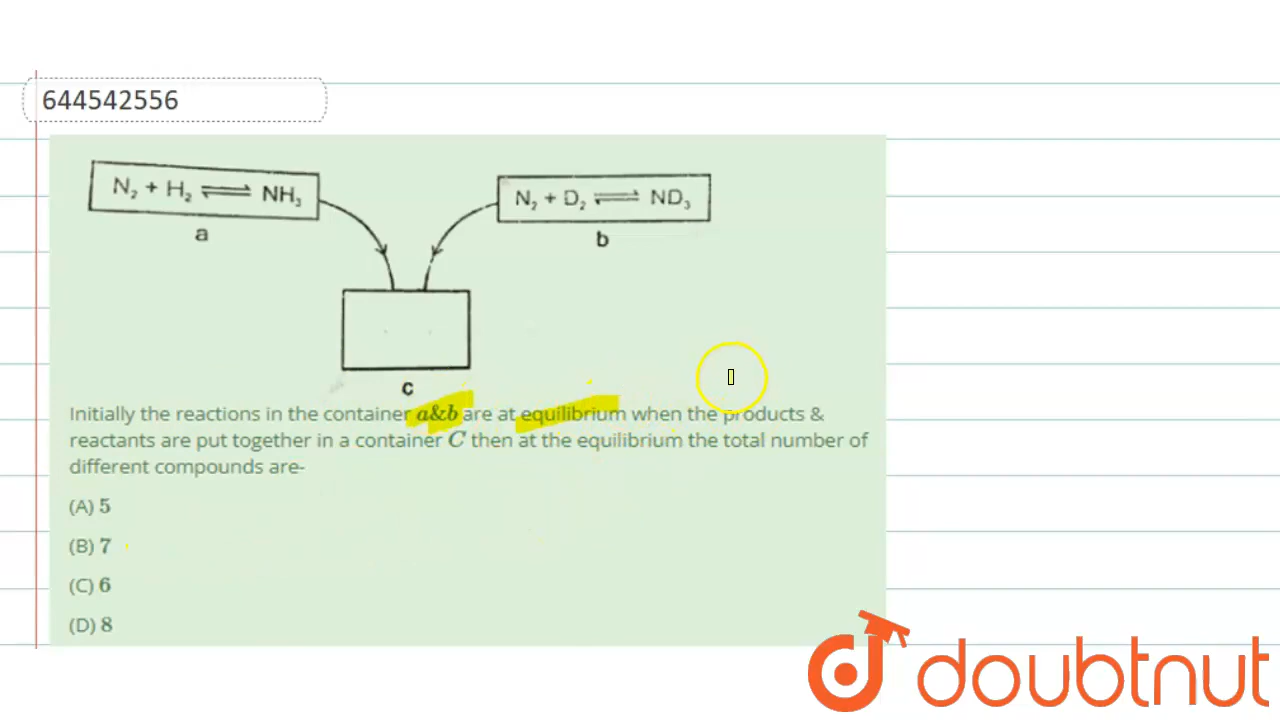 644542556
N₂ + H₂ ⇌ NH₃
N₂ + D₂ ⇌ ND₃
a
b
c
Initially the reactions in the container a&b are at equilibrium when the products &
reactants are put together in a container C then at the equilibrium the total number of
different compounds are-
(A) 5
(B) 7
(C) 6
(D) 8
doubtnut